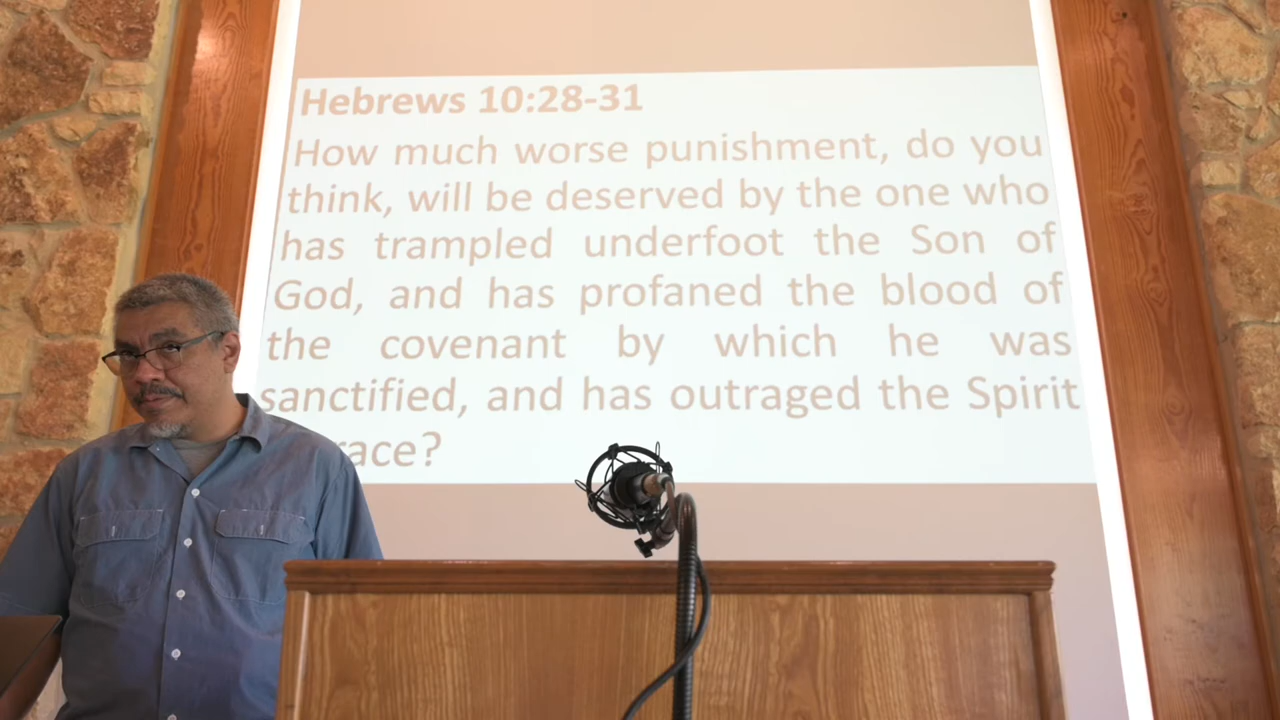 Hebrews 10:28-31
How much worse punishment, do you
think, will be deserved by the one who
has trampled underfoot the Son of
God, and has profaned the blood of
the covenant by which he was
sanctified, and has outraged the Spirit
race?